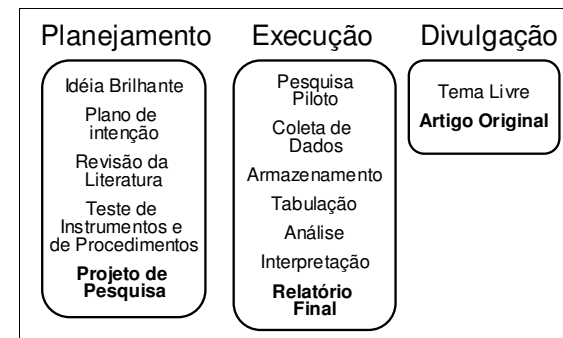 Planejamento
Idéia Brilhante
Plano de
intenção
Revisão da
Literatura
Teste de
Instrumentos e
de Procedimentos
Projeto de
Pesquisa
Execução
Pesquisa
Piloto
Coleta de
Dados
Armazenamento
Tabulação
Análise
Interpretação
Relatório
Final
Divulgação
Tema Livre
Artigo Original